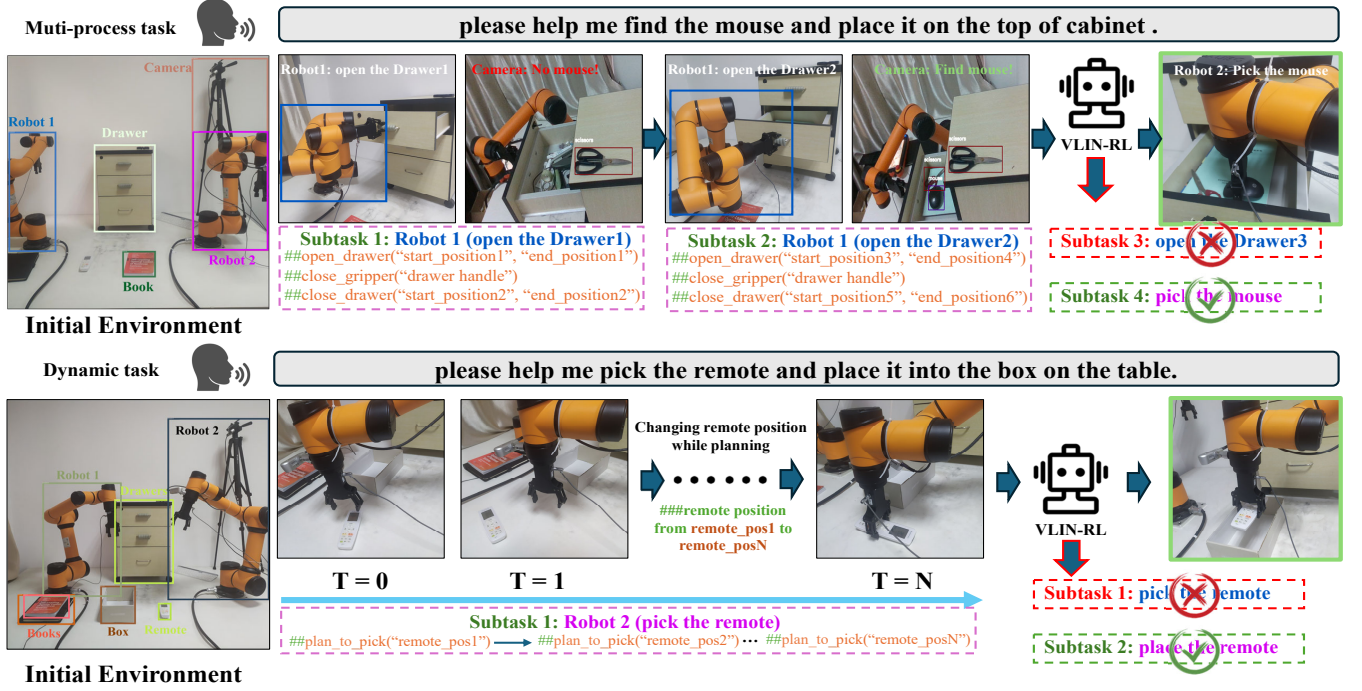 Muti-process task
please help me find the mouse and place it on the top of cabinet .
Camera
Robot 1
Drawer
Robot 2
Book
Initial Environment
Robot1: open the Drawer1
Camera: No mouse!
scissors
Robot1: open the Drawer2
Camera: Find mouse!
scissors
mouse
VLIN-RL
Robot 2: Pick the mouse
Subtask 1: Robot 1 (open the Drawer1)
##open_drawer(“start_position1”, “end_position1”)
##close_gripper(“drawer handle”)
##close_drawer(“start_position2”, “end_position2”)
Subtask 2: Robot 1 (open the Drawer2)
##open_drawer(“start_position3”, “end_position4”)
##close_gripper(“drawer handle”)
##close_drawer(“start_position5”, “end_position6”)
Subtask 3: open the Drawer3
Subtask 4: pick the mouse
Dynamic task
please help me pick the remote and place it into the box on the table.
Robot 2
Robot 1
Drawers
Books
Box
Remote
Initial Environment
Changing remote position
while planning
###remote position
from remote_pos1 to
remote_posN
T = 0
T = 1
T = N
Subtask 1: Robot 2 (pick the remote)
##plan_to_pick(“remote_pos1”) ##plan_to_pick(“remote_pos2”) ··· ##plan_to_pick(“remote_posN”)
VLIN-RL
Subtask 1: pick the remote
Subtask 2: place the remote